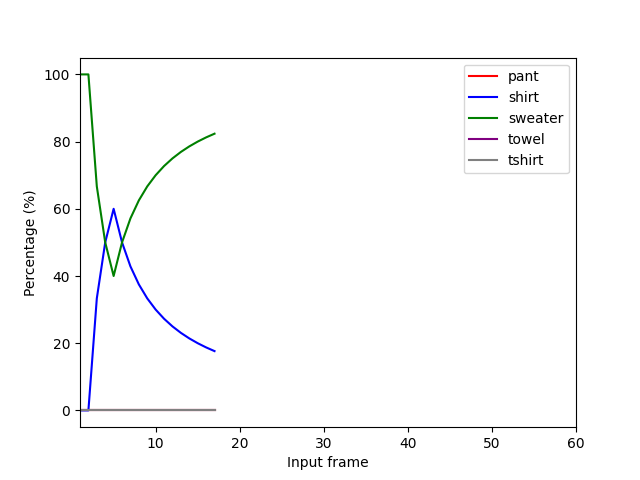 100
80
60
40
20
0
Percentage (%)
10 20 30 40 50 60
Input frame
pant
shirt
sweater
towel
tshirt